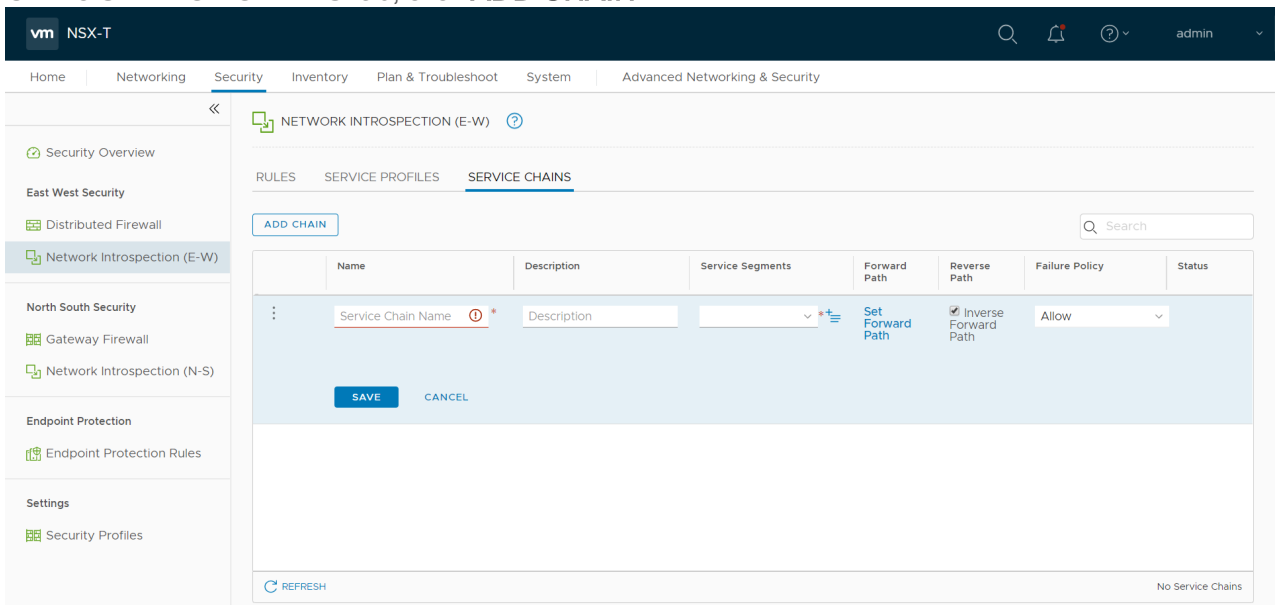 vm NSX-T admin
Home Networking Security Inventory Plan & Troubleshoot System Advanced Networking & Security
NETWORK INTROSPECTION (E-W)
Security Overview
East West Security
Distributed Firewall
Network Introspection (E-W)
North South Security
Gateway Firewall
Network Introspection (N-S)
Endpoint Protection
Endpoint Protection Rules
Settings
Security Profiles
RULES SERVICE PROFILES SERVICE CHAINS
ADD CHAIN Search
Name Description Service Segments Forward Path Reverse Path Failure Policy Status
Service Chain Name * Description * Set Forward Path Inverse Forward Path Allow
SAVE CANCEL
REFRESH No Service Chains